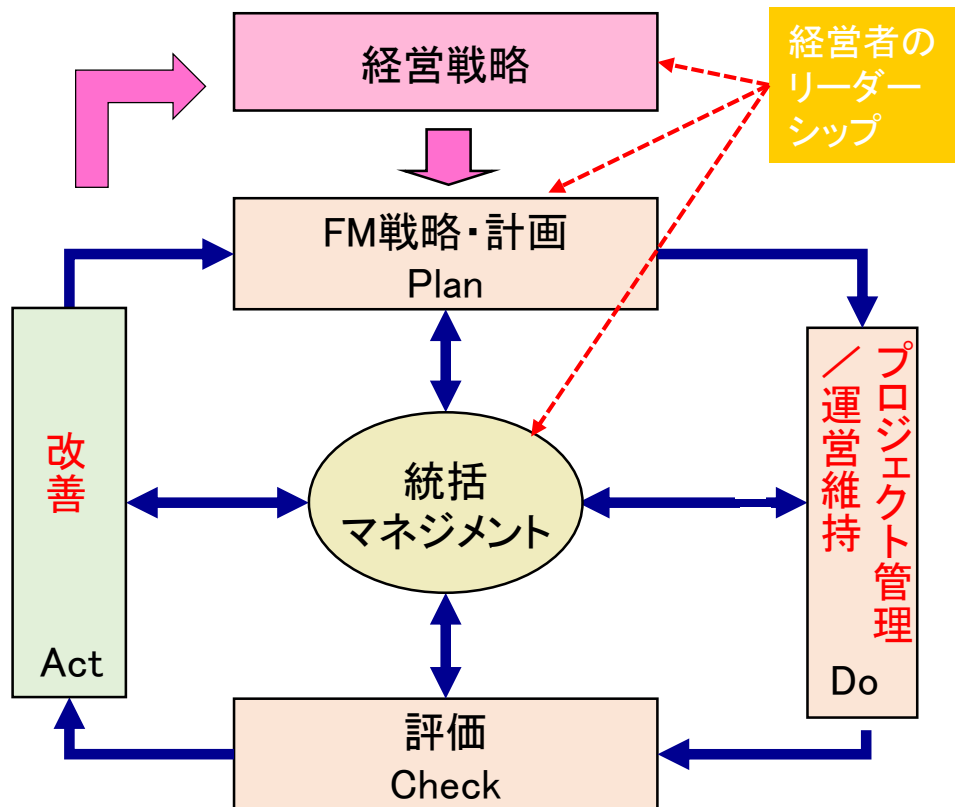 経営戦略
経営者の
リーダー
シップ
FM戦略・計画
Plan
プロジェクト管理
／運営維持
Do
統括
マネジメント
改善
Act
評価
Check